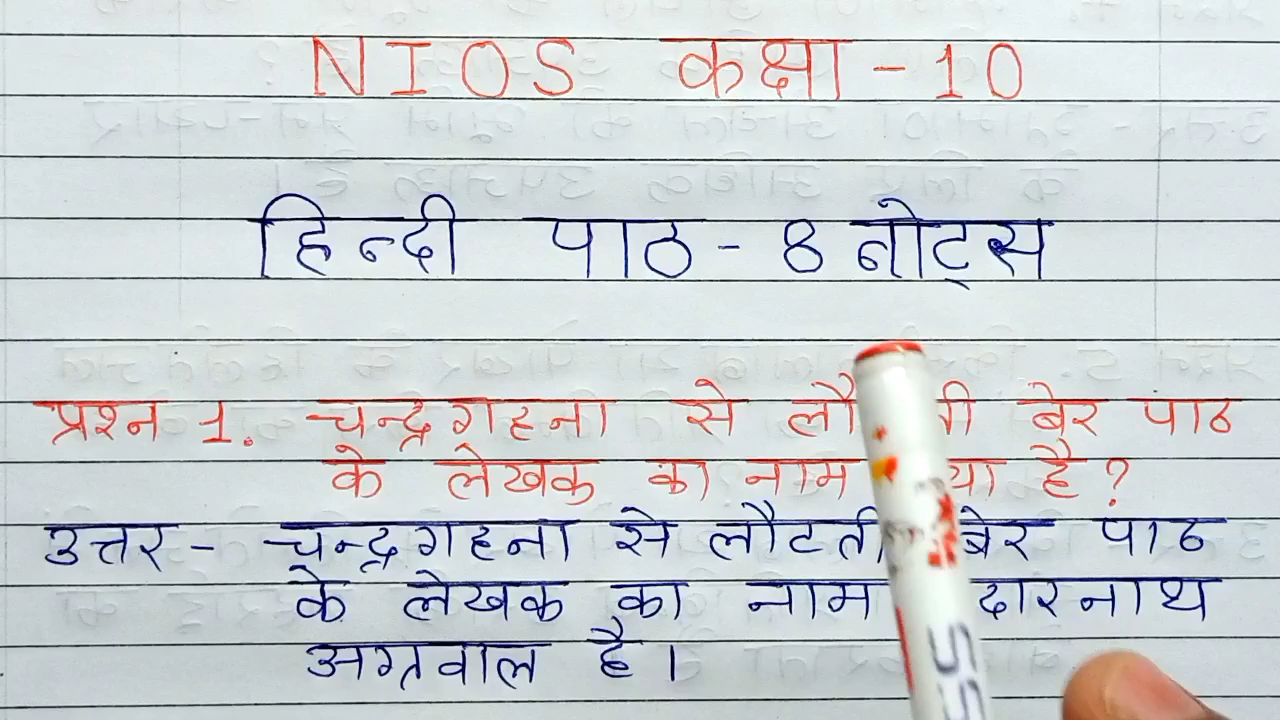 NIOS कक्षा - 10
हिन्दी पाठ - 8 नोट्स
प्रश्न 1. चन्द्रगहना से बेर पाठ
के लेखक का नाम है ?
उत्तर - चन्द्रगहना से लौटती बेर पाठ
के लेखक का नाम
अग्रवाल है ।